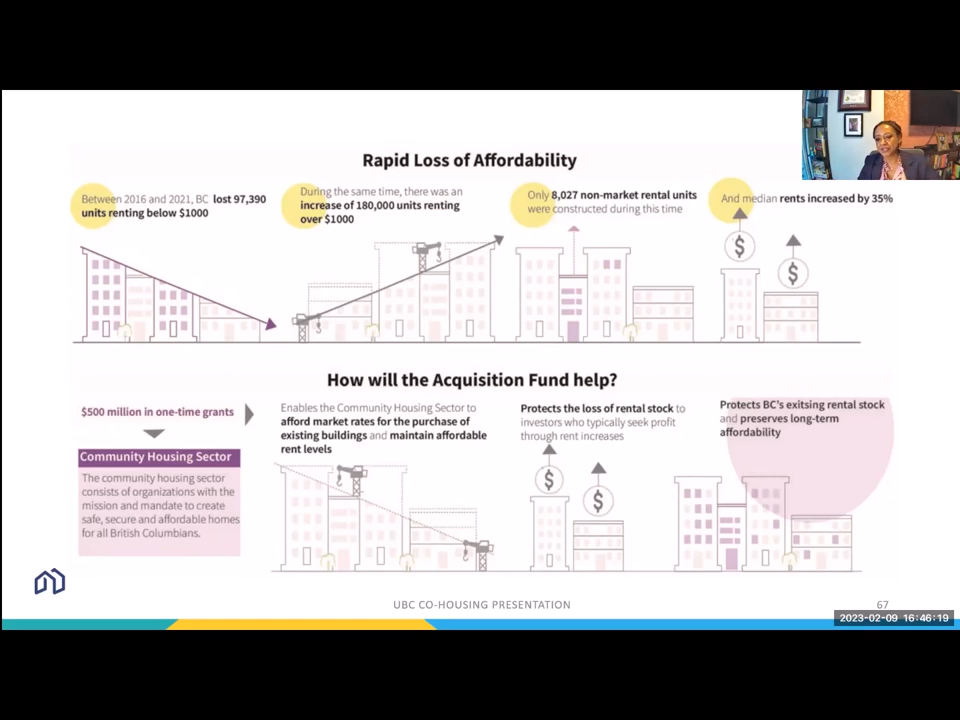 Rapid Loss of Affordability
Between 2016 and 2021, BC lost 97,390
units renting below $1000
During the same time, there was an
increase of 180,000 units renting
over $1000
Only 8,027 non-market rental units
were constructed during this time
And median rents increased by 35%
$
$
How will the Acquisition Fund help?
$500 million in one-time grants
Community Housing Sector
The community housing sector
consists of organizations with the
mission and mandate to create
safe, secure and affordable homes
for all British Columbians.
Enables the Community Housing Sector to
afford market rates for the purchase of
existing buildings and maintain affordable
rent levels
Protects the loss of rental stock to
investors who typically seek profit
through rent increases
$
$
Protects BC's exitsing rental stock
and preserves long-term
affordability
UBC CO-HOUSING PRESENTATION
67
2023-02-09 16:46:19